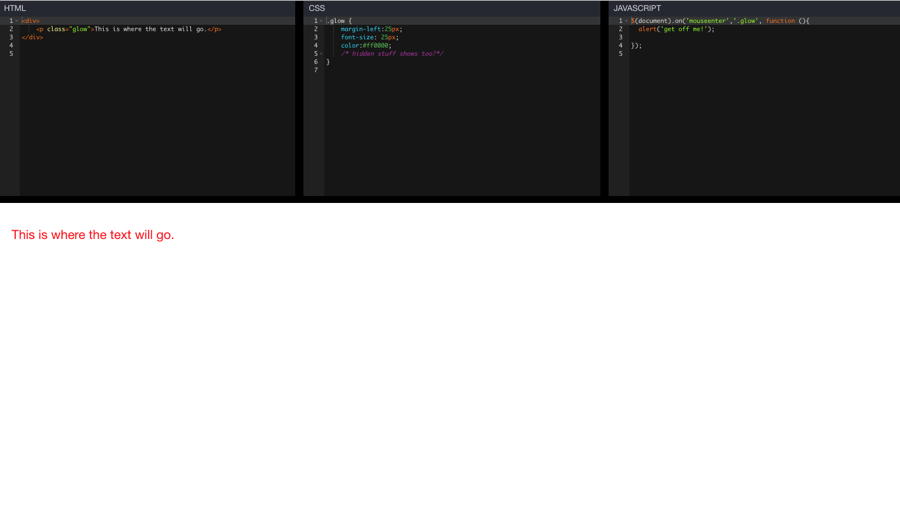 HTML
1 <div>
2 <p class="glow">This is where the text will go.</p>
3 </div>
4
5
CSS
1 .glow {
2 margin-left:25px;
3 font-size: 25px;
4 color:#ff0000;
5 /* hidden stuff shows too?*/
6 }
7
JAVASCRIPT
1 $(document).on('mouseenter','.glow', function (){
2 alert('get off me!');
3
4 });
5
This is where the text will go.